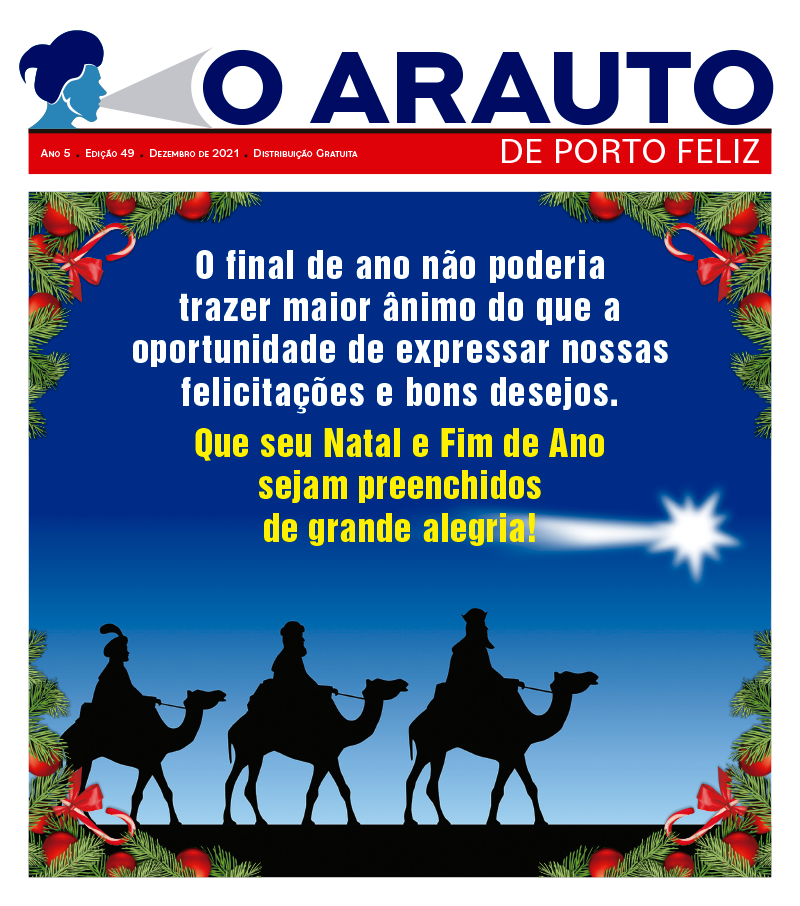 O ARAUTO
DE PORTO FELIZ
Ano 5 . Edição 49 . Dezembro de 2021 . Distribuição Gratuita
O final de ano não poderia
trazer maior ânimo do que a
oportunidade de expressar nossas
felicitações e bons desejos.
Que seu Natal e Fim de Ano
sejam preenchidos
de grande alegria!